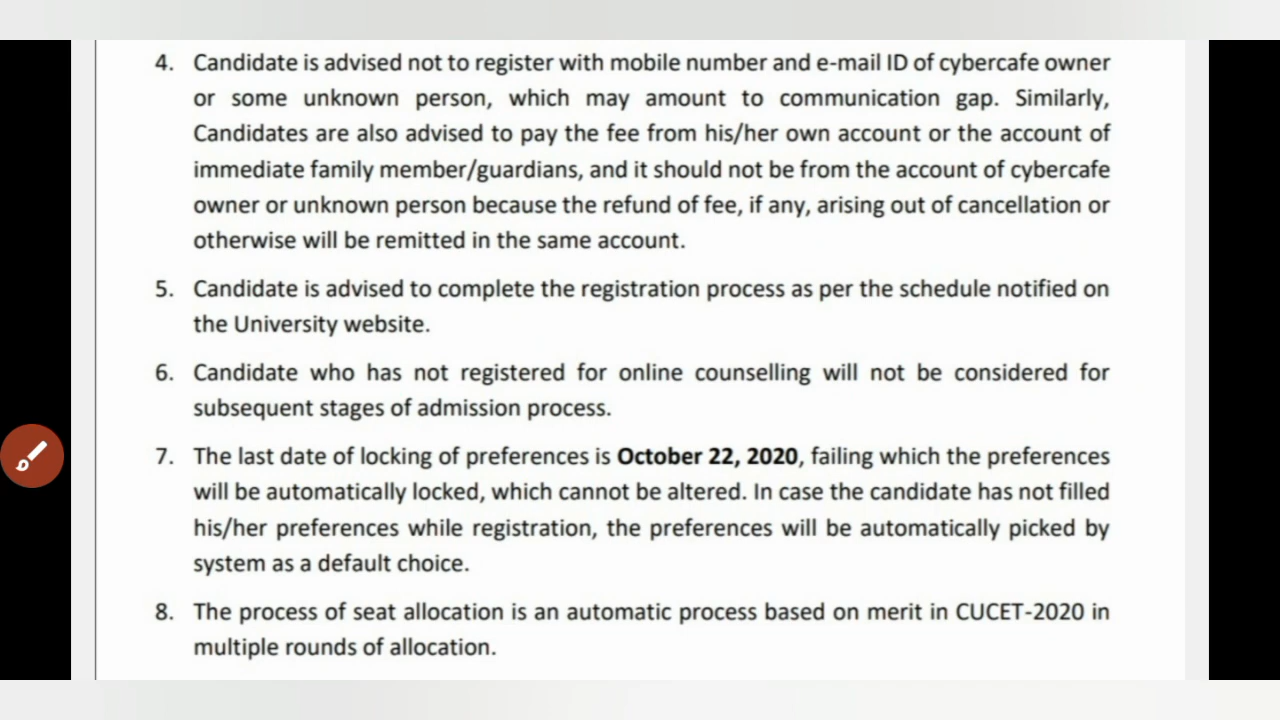 4. Candidate is advised not to register with mobile number and e-mail ID of cybercafe owner
or some unknown person, which may amount to communication gap. Similarly,
Candidates are also advised to pay the fee from his/her own account or the account of
immediate family member/guardians, and it should not be from the account of cybercafe
owner or unknown person because the refund of fee, if any, arising out of cancellation or
otherwise will be remitted in the same account.
5. Candidate is advised to complete the registration process as per the schedule notified on
the University website.
6. Candidate who has not registered for online counselling will not be considered for
subsequent stages of admission process.
7. The last date of locking of preferences is October 22, 2020, failing which the preferences
will be automatically locked, which cannot be altered. In case the candidate has not filled
his/her preferences while registration, the preferences will be automatically picked by
system as a default choice.
8. The process of seat allocation is an automatic process based on merit in CUCET-2020 in
multiple rounds of allocation.